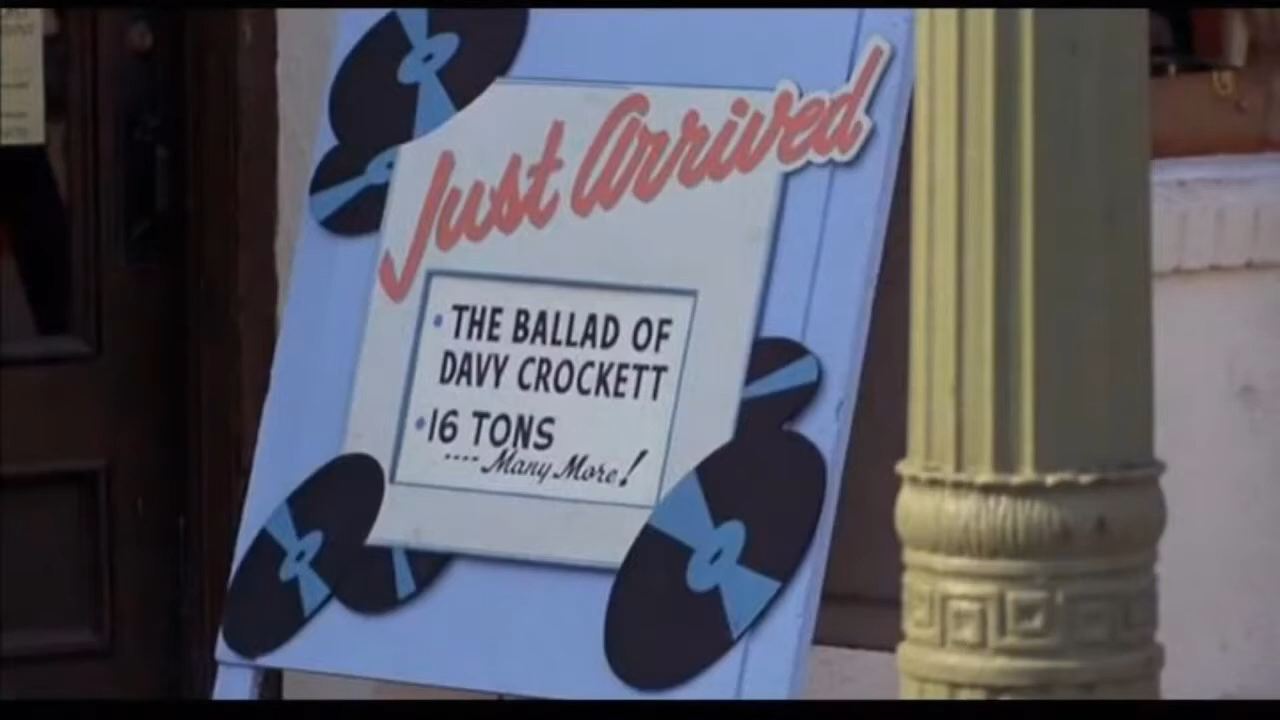 Just Arrived
• THE BALLAD OF
DAVY CROCKETT
• 16 TONS
---- Many More!